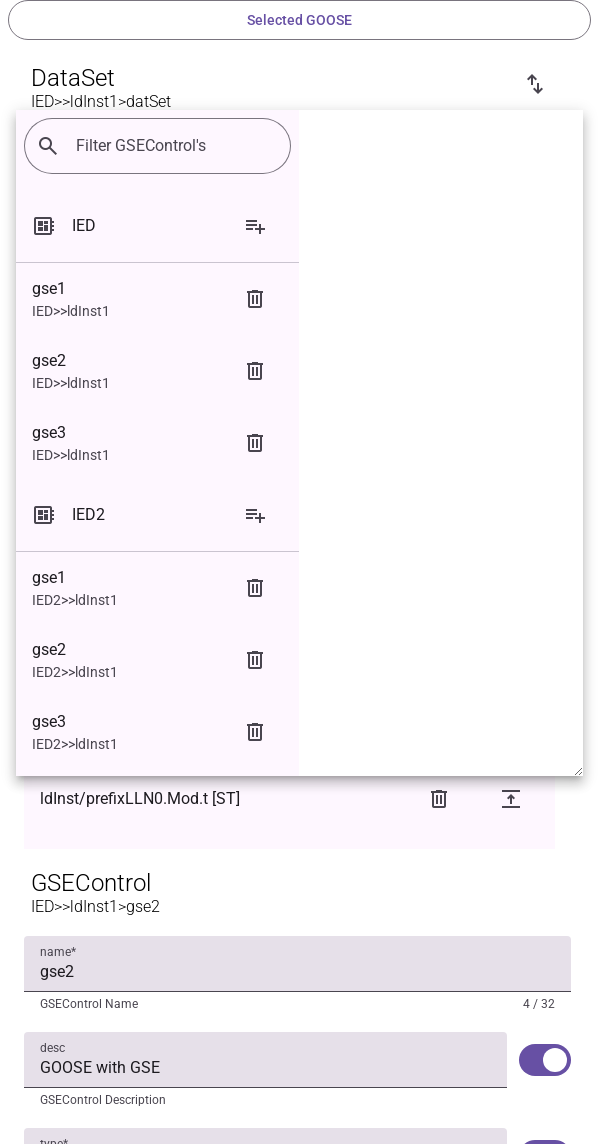 Selected GOOSE
DataSet
IED>>ldInst1>datSet
Filter GSEControl's
IED
gse1
IED>>ldInst1
gse2
IED>>ldInst1
gse3
IED>>ldInst1
IED2
gse1
IED2>>ldInst1
gse2
IED2>>ldInst1
gse3
IED2>>ldInst1
ldInst/prefixLLN0.Mod.t [ST]
GSEControl
IED>>ldInst1>gse2
name*
gse2
GSEControl Name 4 / 32
desc
GOOSE with GSE
GSEControl Description
type*